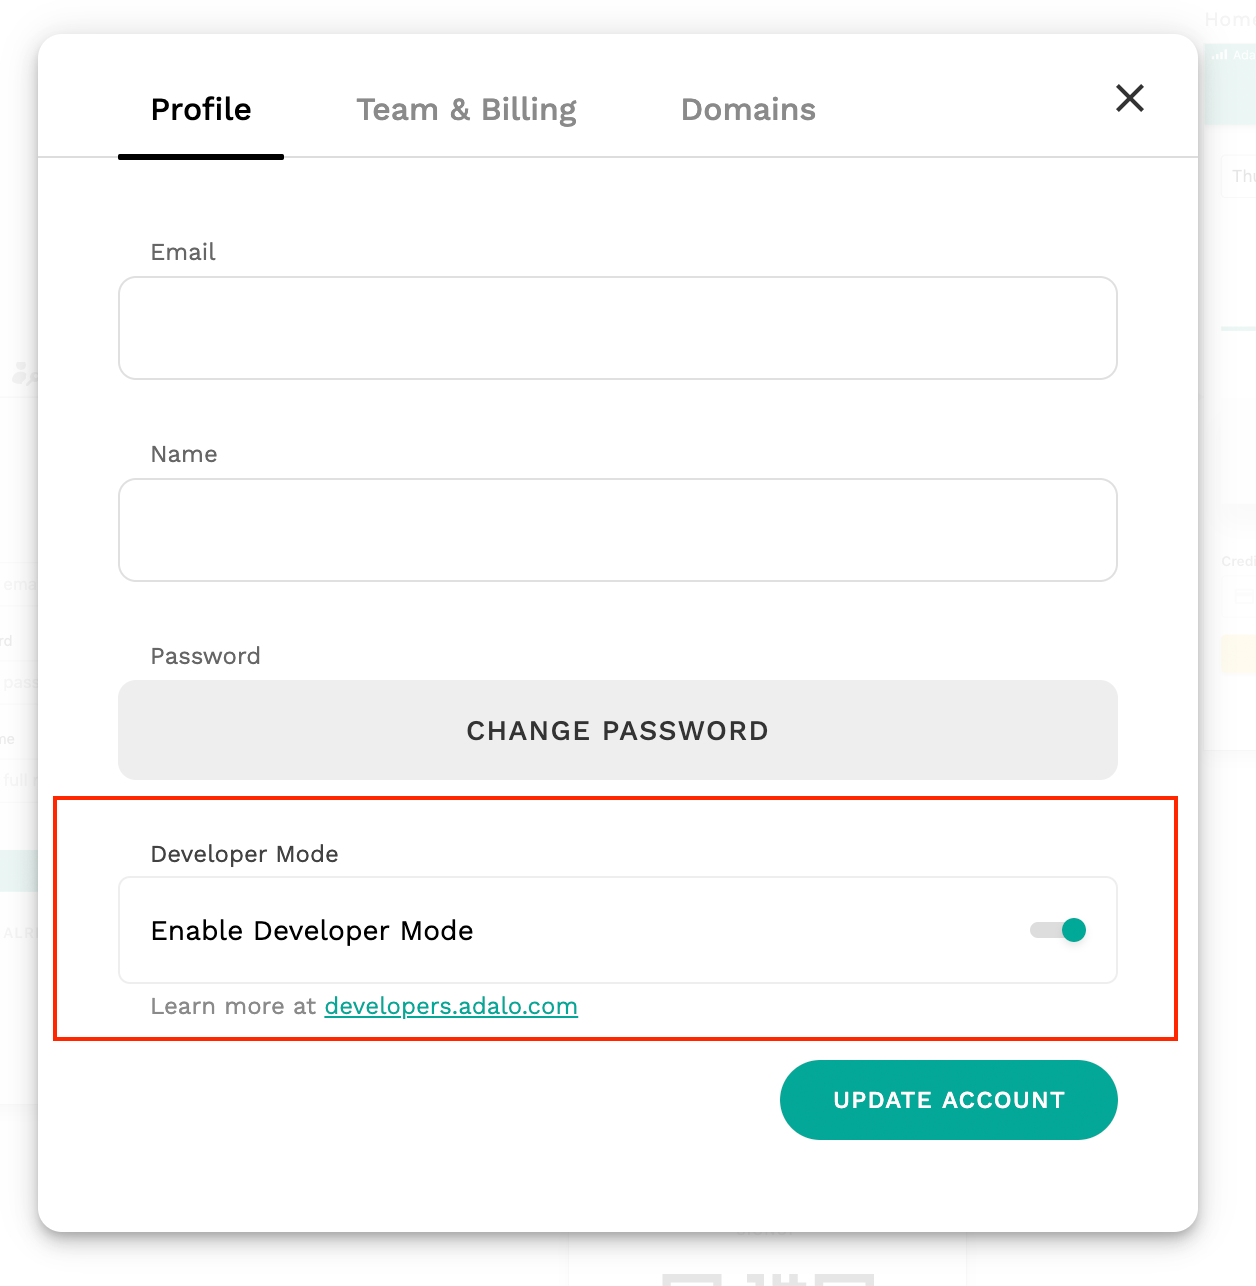 Home
Profile
Team & Billing
Domains
Email
Name
Password
CHANGE PASSWORD
Developer Mode
Enable Developer Mode
Learn more at developers.adalo.com
UPDATE ACCOUNT